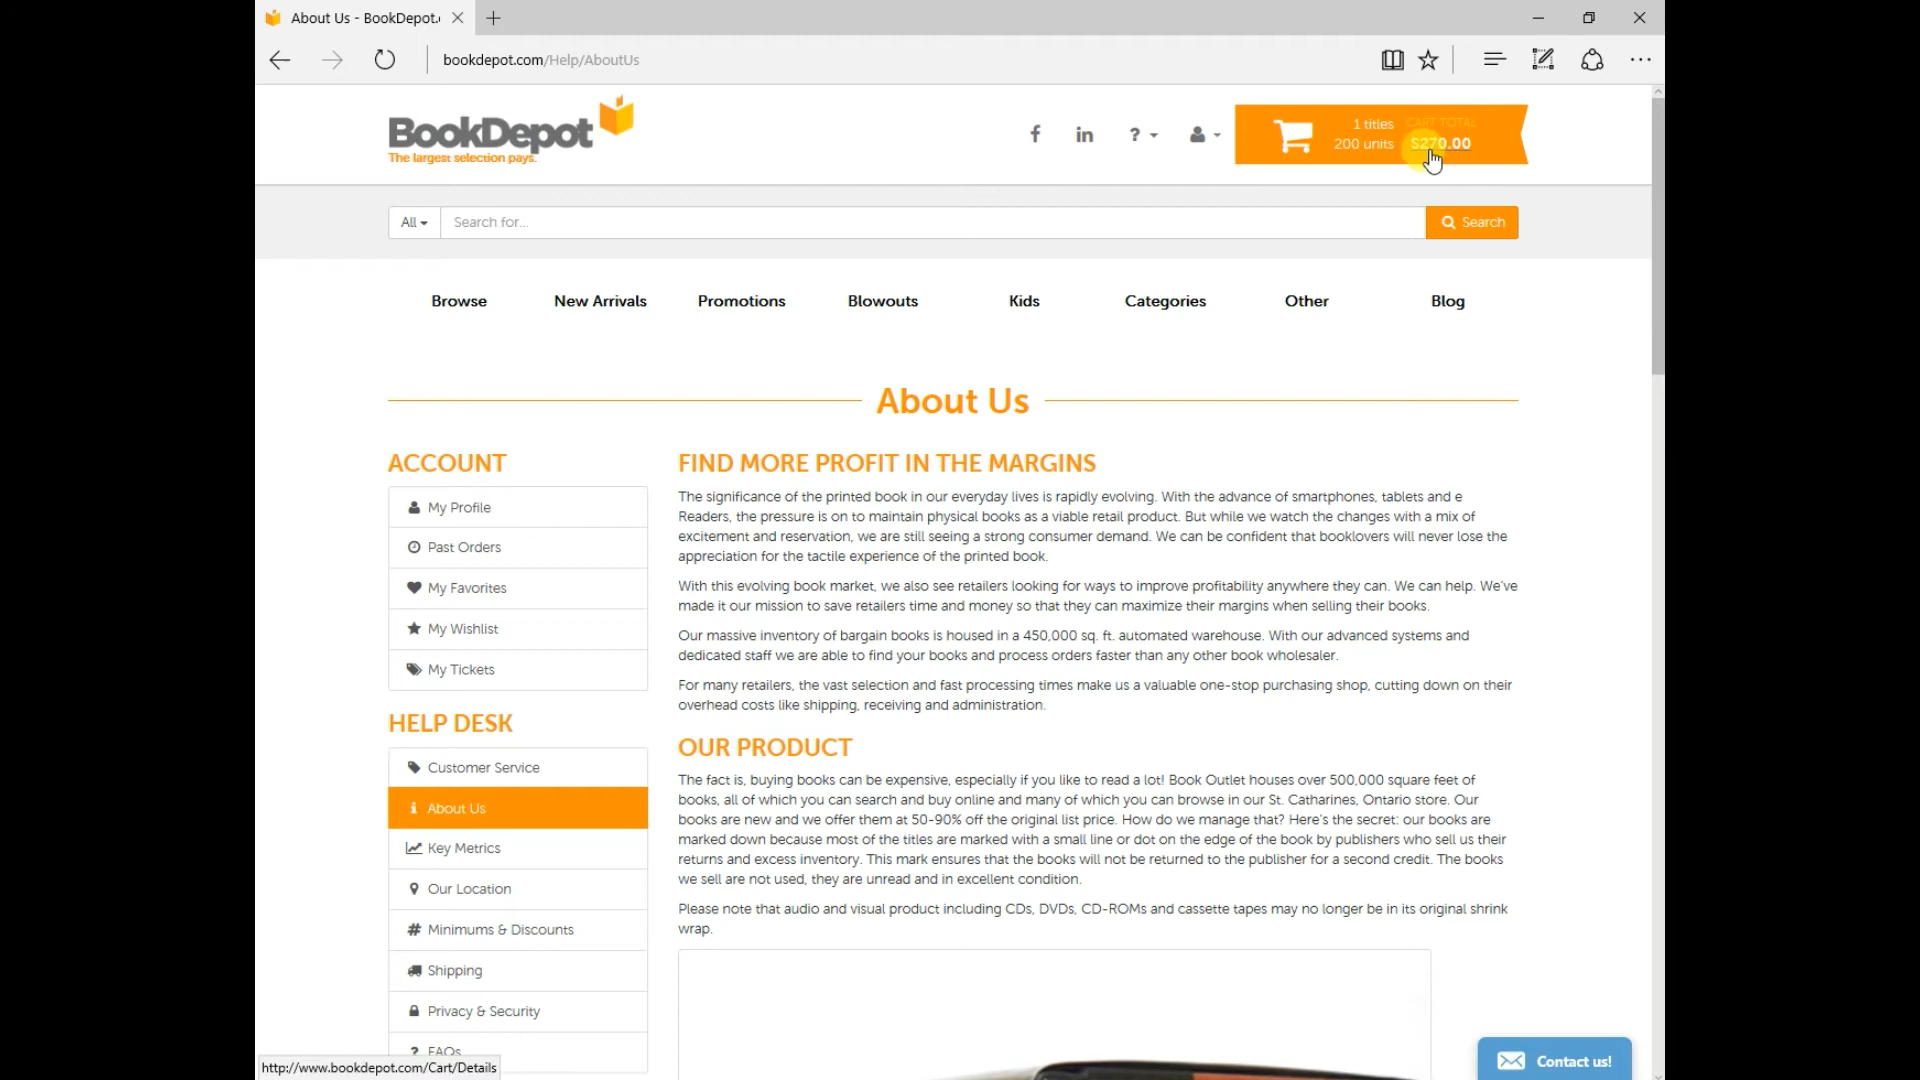 About Us - BookDepot.
bookdepot.com/Help/AboutUs
BookDepot
The largest selection pays.
1 titles
200 units
CART TOTAL
$270.00
All
Search for...
Search
Browse
New Arrivals
Promotions
Blowouts
Kids
Categories
Other
Blog
About Us
ACCOUNT
My Profile
Past Orders
My Favorites
My Wishlist
My Tickets
HELP DESK
Customer Service
About Us
Key Metrics
Our Location
Minimums & Discounts
Shipping
Privacy & Security
FAQs
FIND MORE PROFIT IN THE MARGINS
The significance of the printed book in our everyday lives is rapidly evolving. With the advance of smartphones, tablets and e
Readers, the pressure is on to maintain physical books as a viable retail product. But while we watch the changes with a mix of
excitement and reservation, we are still seeing a strong consumer demand. We can be confident that booklovers will never lose the
appreciation for the tactile experience of the printed book.
With this evolving book market, we also see retailers looking for ways to improve profitability anywhere they can. We can help. We've
made it our mission to save retailers time and money so that they can maximize their margins when selling their books.
Our massive inventory of bargain books is housed in a 450,000 sq. ft. automated warehouse. With our advanced systems and
dedicated staff we are able to find your books and process orders faster than any other book wholesaler.
For many retailers, the vast selection and fast processing times make us a valuable one-stop purchasing shop, cutting down on their
overhead costs like shipping, receiving and administration.
OUR PRODUCT
The fact is, buying books can be expensive, especially if you like to read a lot! Book Outlet houses over 500,000 square feet of
books, all of which you can search and buy online and many of which you can browse in our St. Catharines, Ontario store. Our
books are new and we offer them at 50-90% off the original list price. How do we manage that? Here's the secret: our books are
marked down because most of the titles are marked with a small line or dot on the edge of the book by publishers who sell us their
returns and excess inventory. This mark ensures that the books will not be returned to the publisher for a second credit. The books
we sell are not used, they are unread and in excellent condition.
Please note that audio and visual product including CDs, DVDs, CD-ROMs and cassette tapes may no longer be in its original shrink
wrap.
Contact us!
http://www.bookdepot.com/Cart/Details